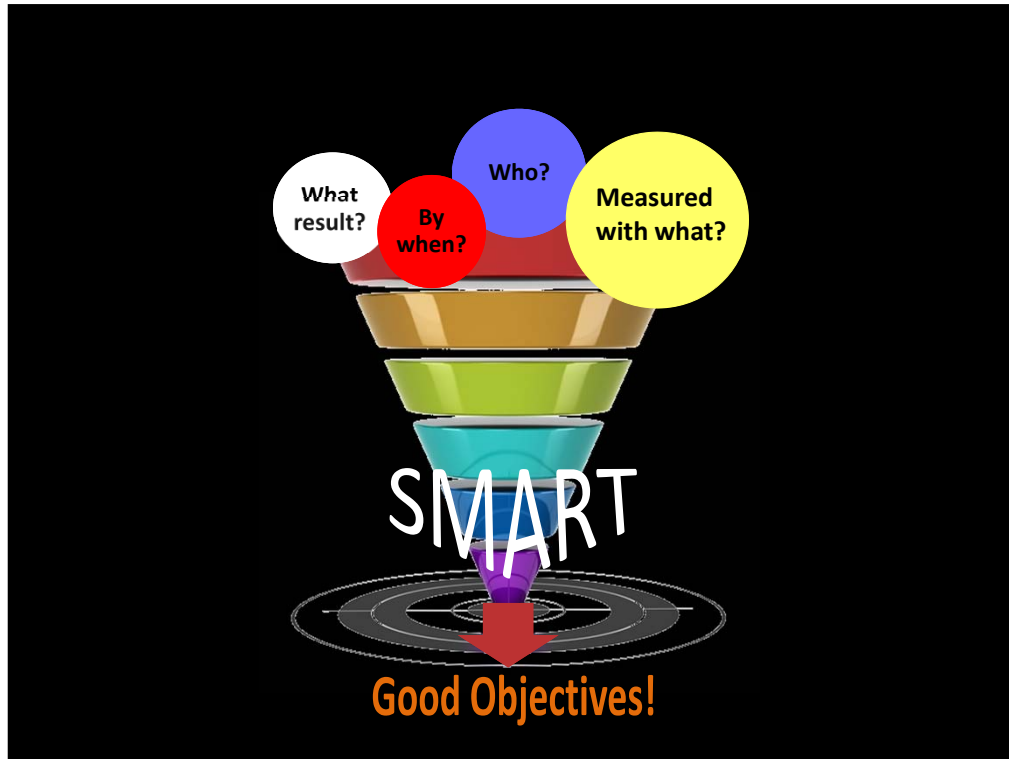 What
result?
By
when?
Who?
Measured
with what?
SMART
Good Objectives!